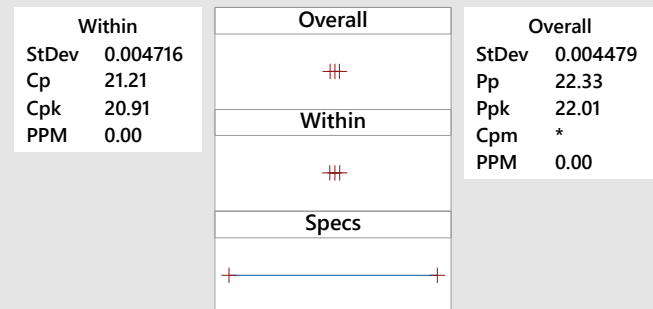 Within
StDev 0.004716
Cp 21.21
Cpk 20.91
PPM 0.00
Overall
Within
Specs
Overall
StDev 0.004479
Pp 22.33
Ppk 22.01
Cpm *
PPM 0.00